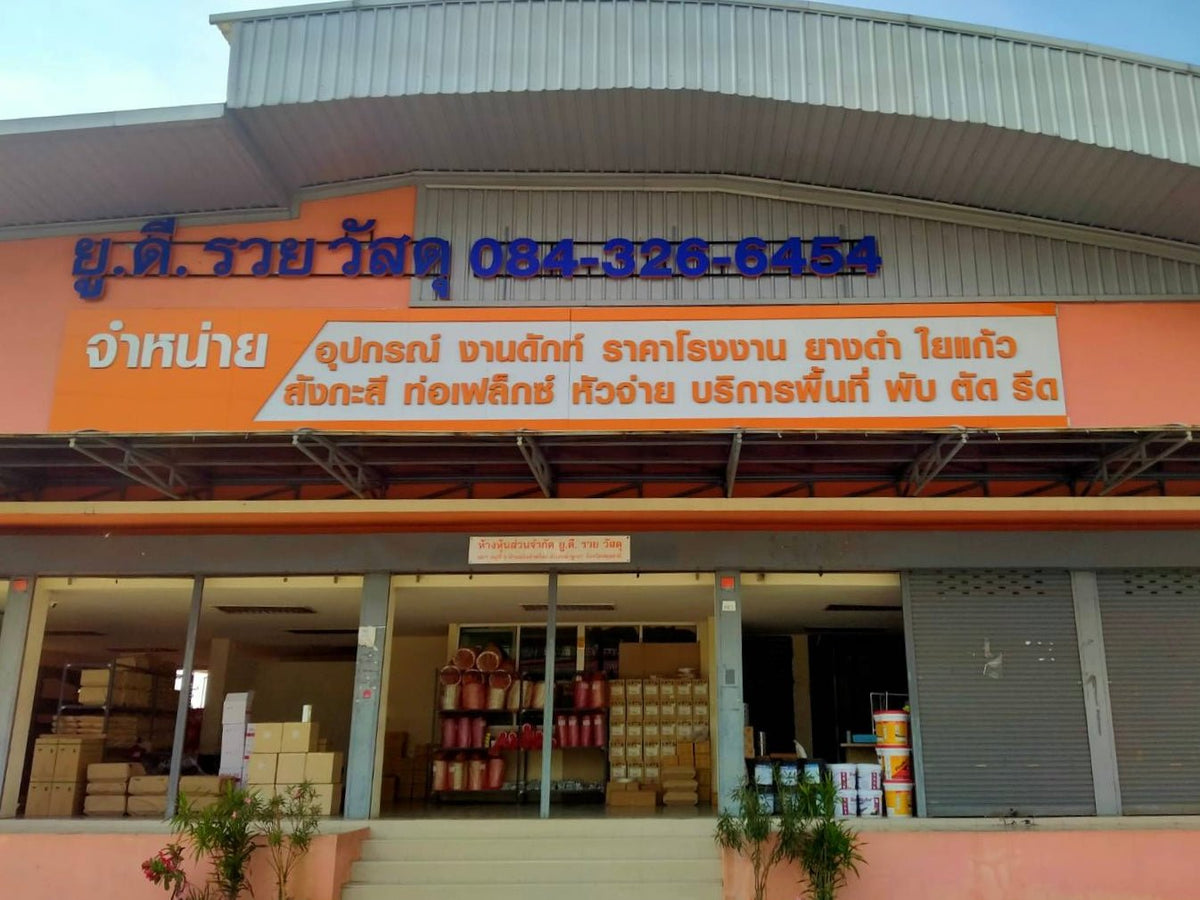 ยู.ดี. รวย วัสดุ 084-326-6454
จำหน่าย
อุปกรณ์ งานดักท์ ราคาโรงงาน ยางดำ ใยแก้ว
สังกะสี ท่อเฟล็กซ์ หัวจ่าย บริการพื้นที่ พับ ตัด รีด
ห้างหุ้นส่วนจำกัด ยู.ดี. รวย วัสดุ